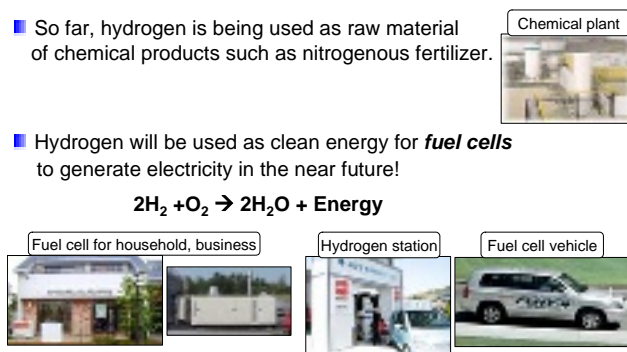 So far, hydrogen is being used as raw material
of chemical products such as nitrogenous fertilizer.
Chemical plant
Hydrogen will be used as clean energy for fuel cells
to generate electricity in the near future!
2H₂ +O₂ → 2H₂O + Energy
Fuel cell for household, business
Hydrogen station
Fuel cell vehicle